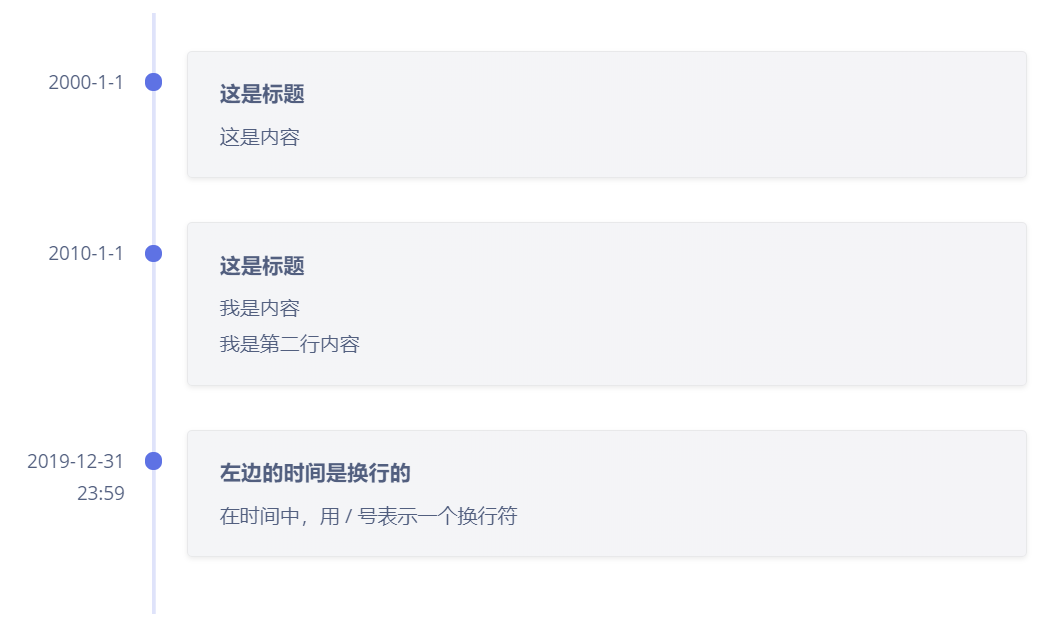 2000-1-1
这是标题
这是内容
2010-1-1
这是标题
我是内容
我是第二行内容
2019-12-31
23:59
左边的时间是换行的
在时间中，用 / 号表示一个换行符